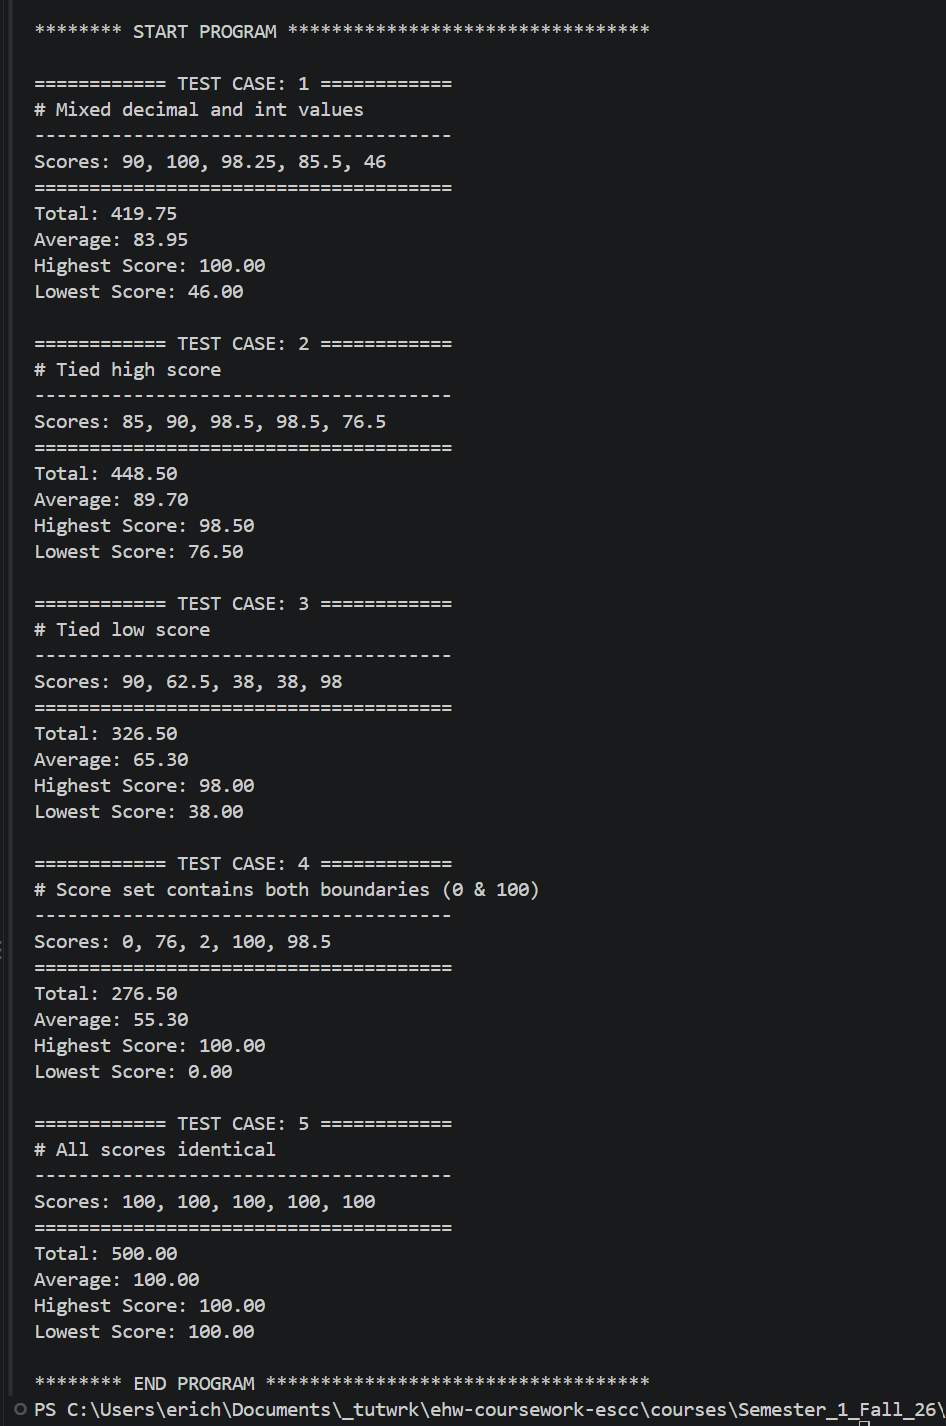 ******** START PROGRAM *********************************
============ TEST CASE: 1 ============
# Mixed decimal and int values
--------------------------------------
Scores: 90, 100, 98.25, 85.5, 46
======================================
Total: 419.75
Average: 83.95
Highest Score: 100.00
Lowest Score: 46.00
============ TEST CASE: 2 ============
# Tied high score
--------------------------------------
Scores: 85, 90, 98.5, 98.5, 76.5
======================================
Total: 448.50
Average: 89.70
Highest Score: 98.50
Lowest Score: 76.50
============ TEST CASE: 3 ============
# Tied low score
--------------------------------------
Scores: 90, 62.5, 38, 38, 98
======================================
Total: 326.50
Average: 65.30
Highest Score: 98.00
Lowest Score: 38.00
============ TEST CASE: 4 ============
# Score set contains both boundaries (0 & 100)
--------------------------------------
Scores: 0, 76, 2, 100, 98.5
======================================
Total: 276.50
Average: 55.30
Highest Score: 100.00
Lowest Score: 0.00
============ TEST CASE: 5 ============
# All scores identical
--------------------------------------
Scores: 100, 100, 100, 100, 100
======================================
Total: 500.00
Average: 100.00
Highest Score: 100.00
Lowest Score: 100.00
******** END PROGRAM ***********************************
PS C:\Users\erich\Documents\_tutwrk\ehw-coursework-escc\courses\Semester_1_Fall_26\